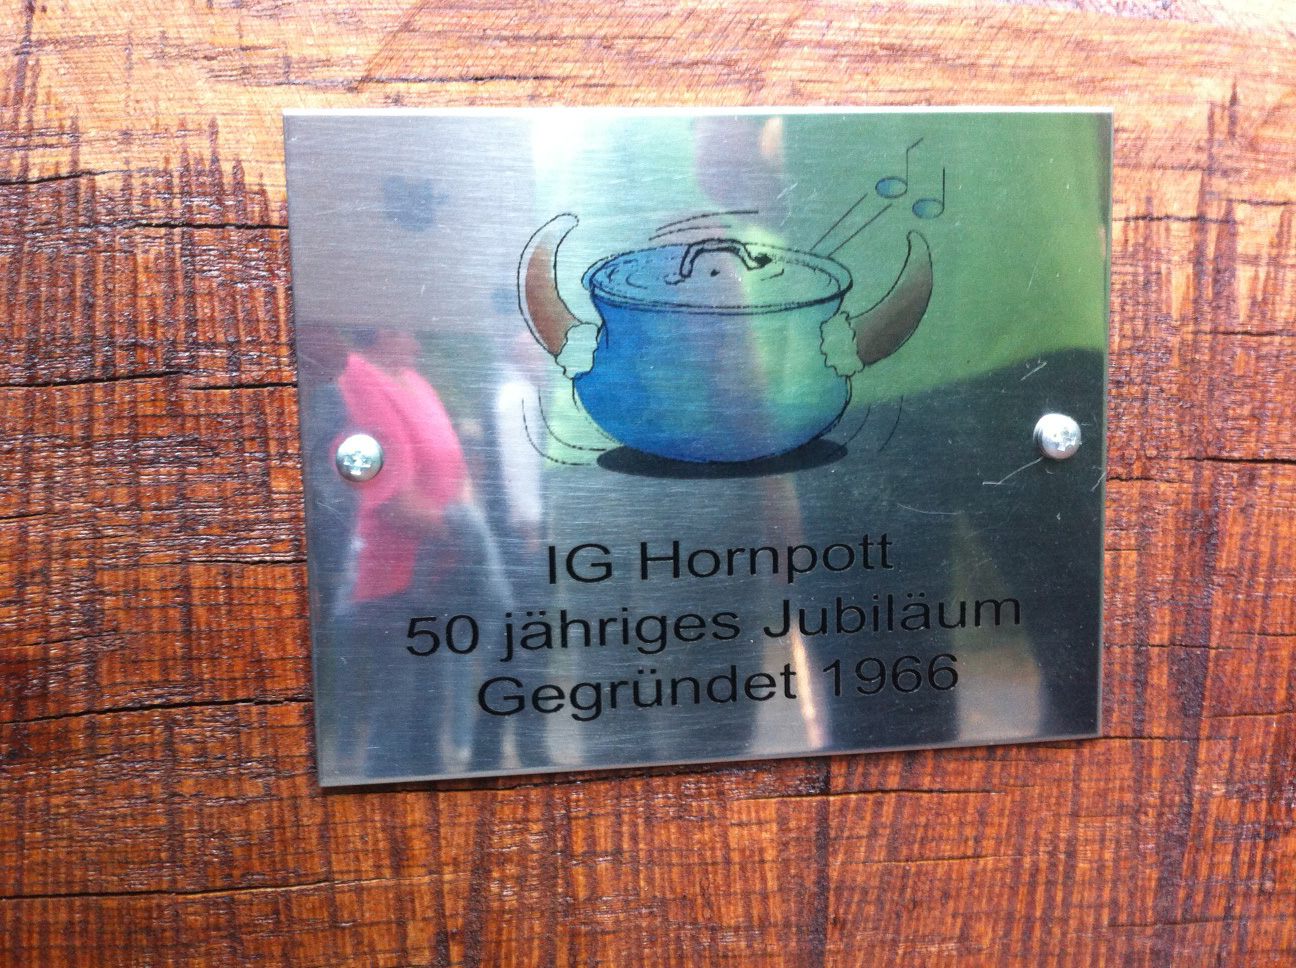 IG Hornpott
50 jähriges Jubiläum
Gegründet 1966